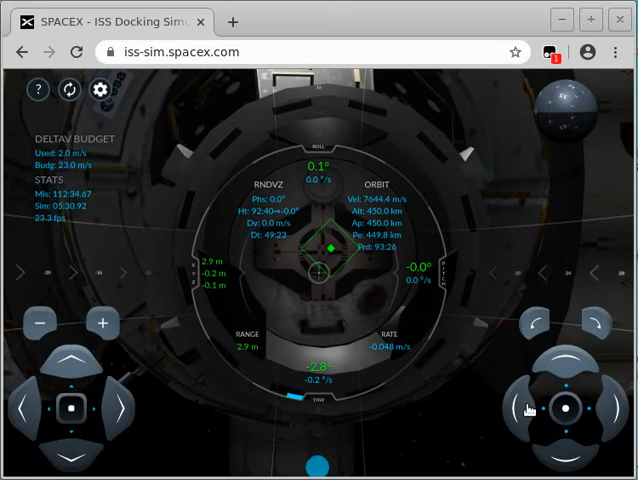 SPACEX - ISS Docking Simu
iss-sim.spacex.com
1
esa
?
DELTAV BUDGET
Used: 2.0 m/s
Budg: 23.0 m/s
STATS
Mis: 112:34.67
Sim: 05:30.92
23.3 fps
ROLL
0.1°
0.0 °/s
RNDVZ
Phs: 0.0°
Ht: 92:40→-0.0°
Dv: 0.0 m/s
Dt: 49:23
ORBIT
Vel: 7644.4 m/s
Alt: 450.0 km
Ap: 450.0 km
Pe: 449.8 km
Prd: 93:26
X
Y
Z
2.9 m
-0.2 m
-0.1 m
-0.0°
0.0 °/s
PITCH
RANGE
2.9 m
RATE
-0.048 m/s
-2.8°
-0.2 °/s
YAW